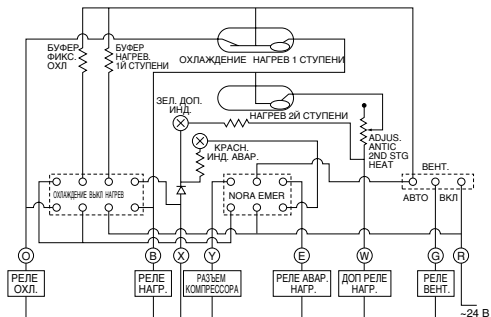 БУФЕР
ФИКС.
ОХЛ
БУФЕР
НАГРЕВ.
1Й СТУПЕНИ
ОХЛАЖДЕНИЕ НАГРЕВ 1 СТУПЕНИ
ЗЕЛ. ДОП.
ИНД.
НАГРЕВ 2Й СТУПЕНИ
КРАСН.
ИНД. АВАР.
ADJUS.
ANTIC
2ND STG
HEAT
ВЕНТ.
АВТО ВКЛ
ОХЛАЖДЕНИЕ ВЫКЛ НАГРЕВ
NORA EMER
O
B
X
Y
E
W
G
R
РЕЛЕ
ОХЛ.
РЕЛЕ
НАГР.
РАЗЪЕМ
КОМПРЕССОРА
РЕЛЕ АВАР.
НАГР.
ДОП РЕЛЕ
НАГР.
РЕЛЕ
ВЕНТ.
~24 В